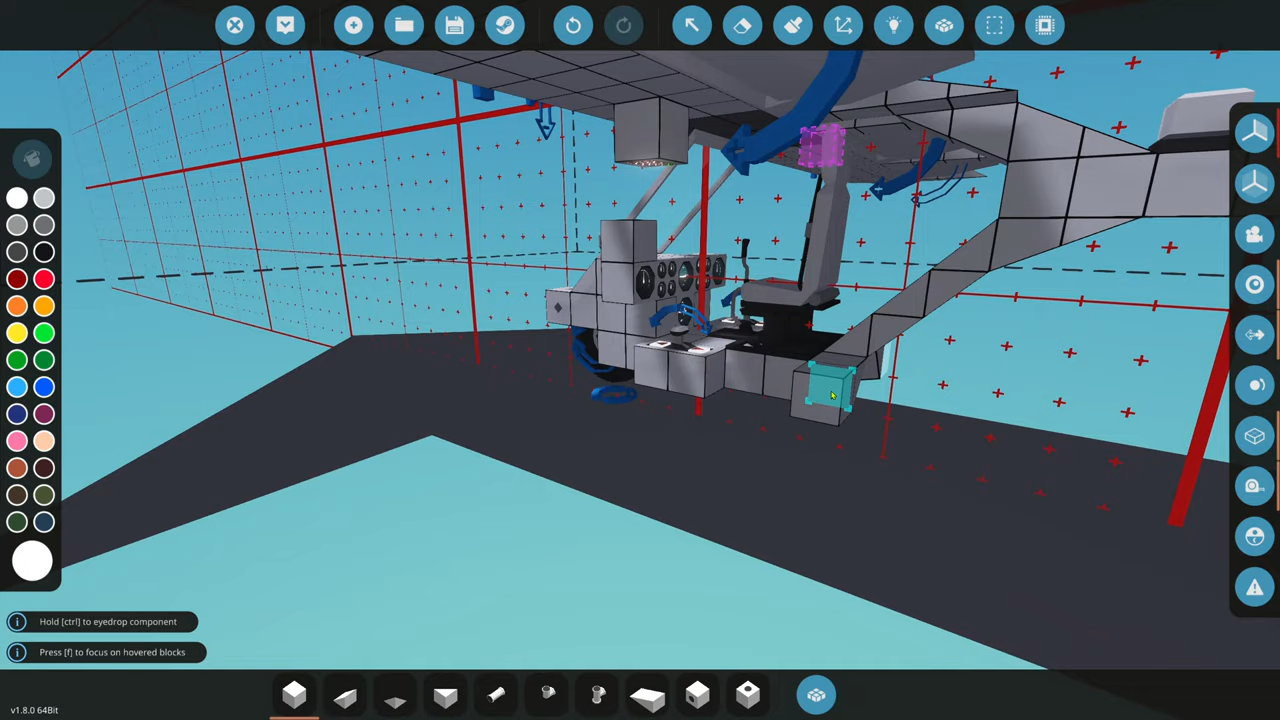 Hold [ctrl] to eyedrop component
Press [f] to focus on hovered blocks
v1.8.0 64Bit